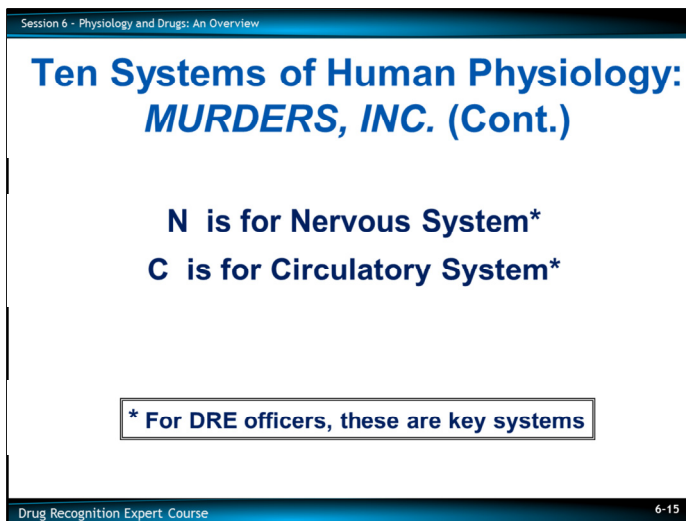 Session 6 - Physiology and Drugs: An Overview
Ten Systems of Human Physiology:
MURDERS, INC. (Cont.)
N is for Nervous System*
C is for Circulatory System*
* For DRE officers, these are key systems
Drug Recognition Expert Course
6-15